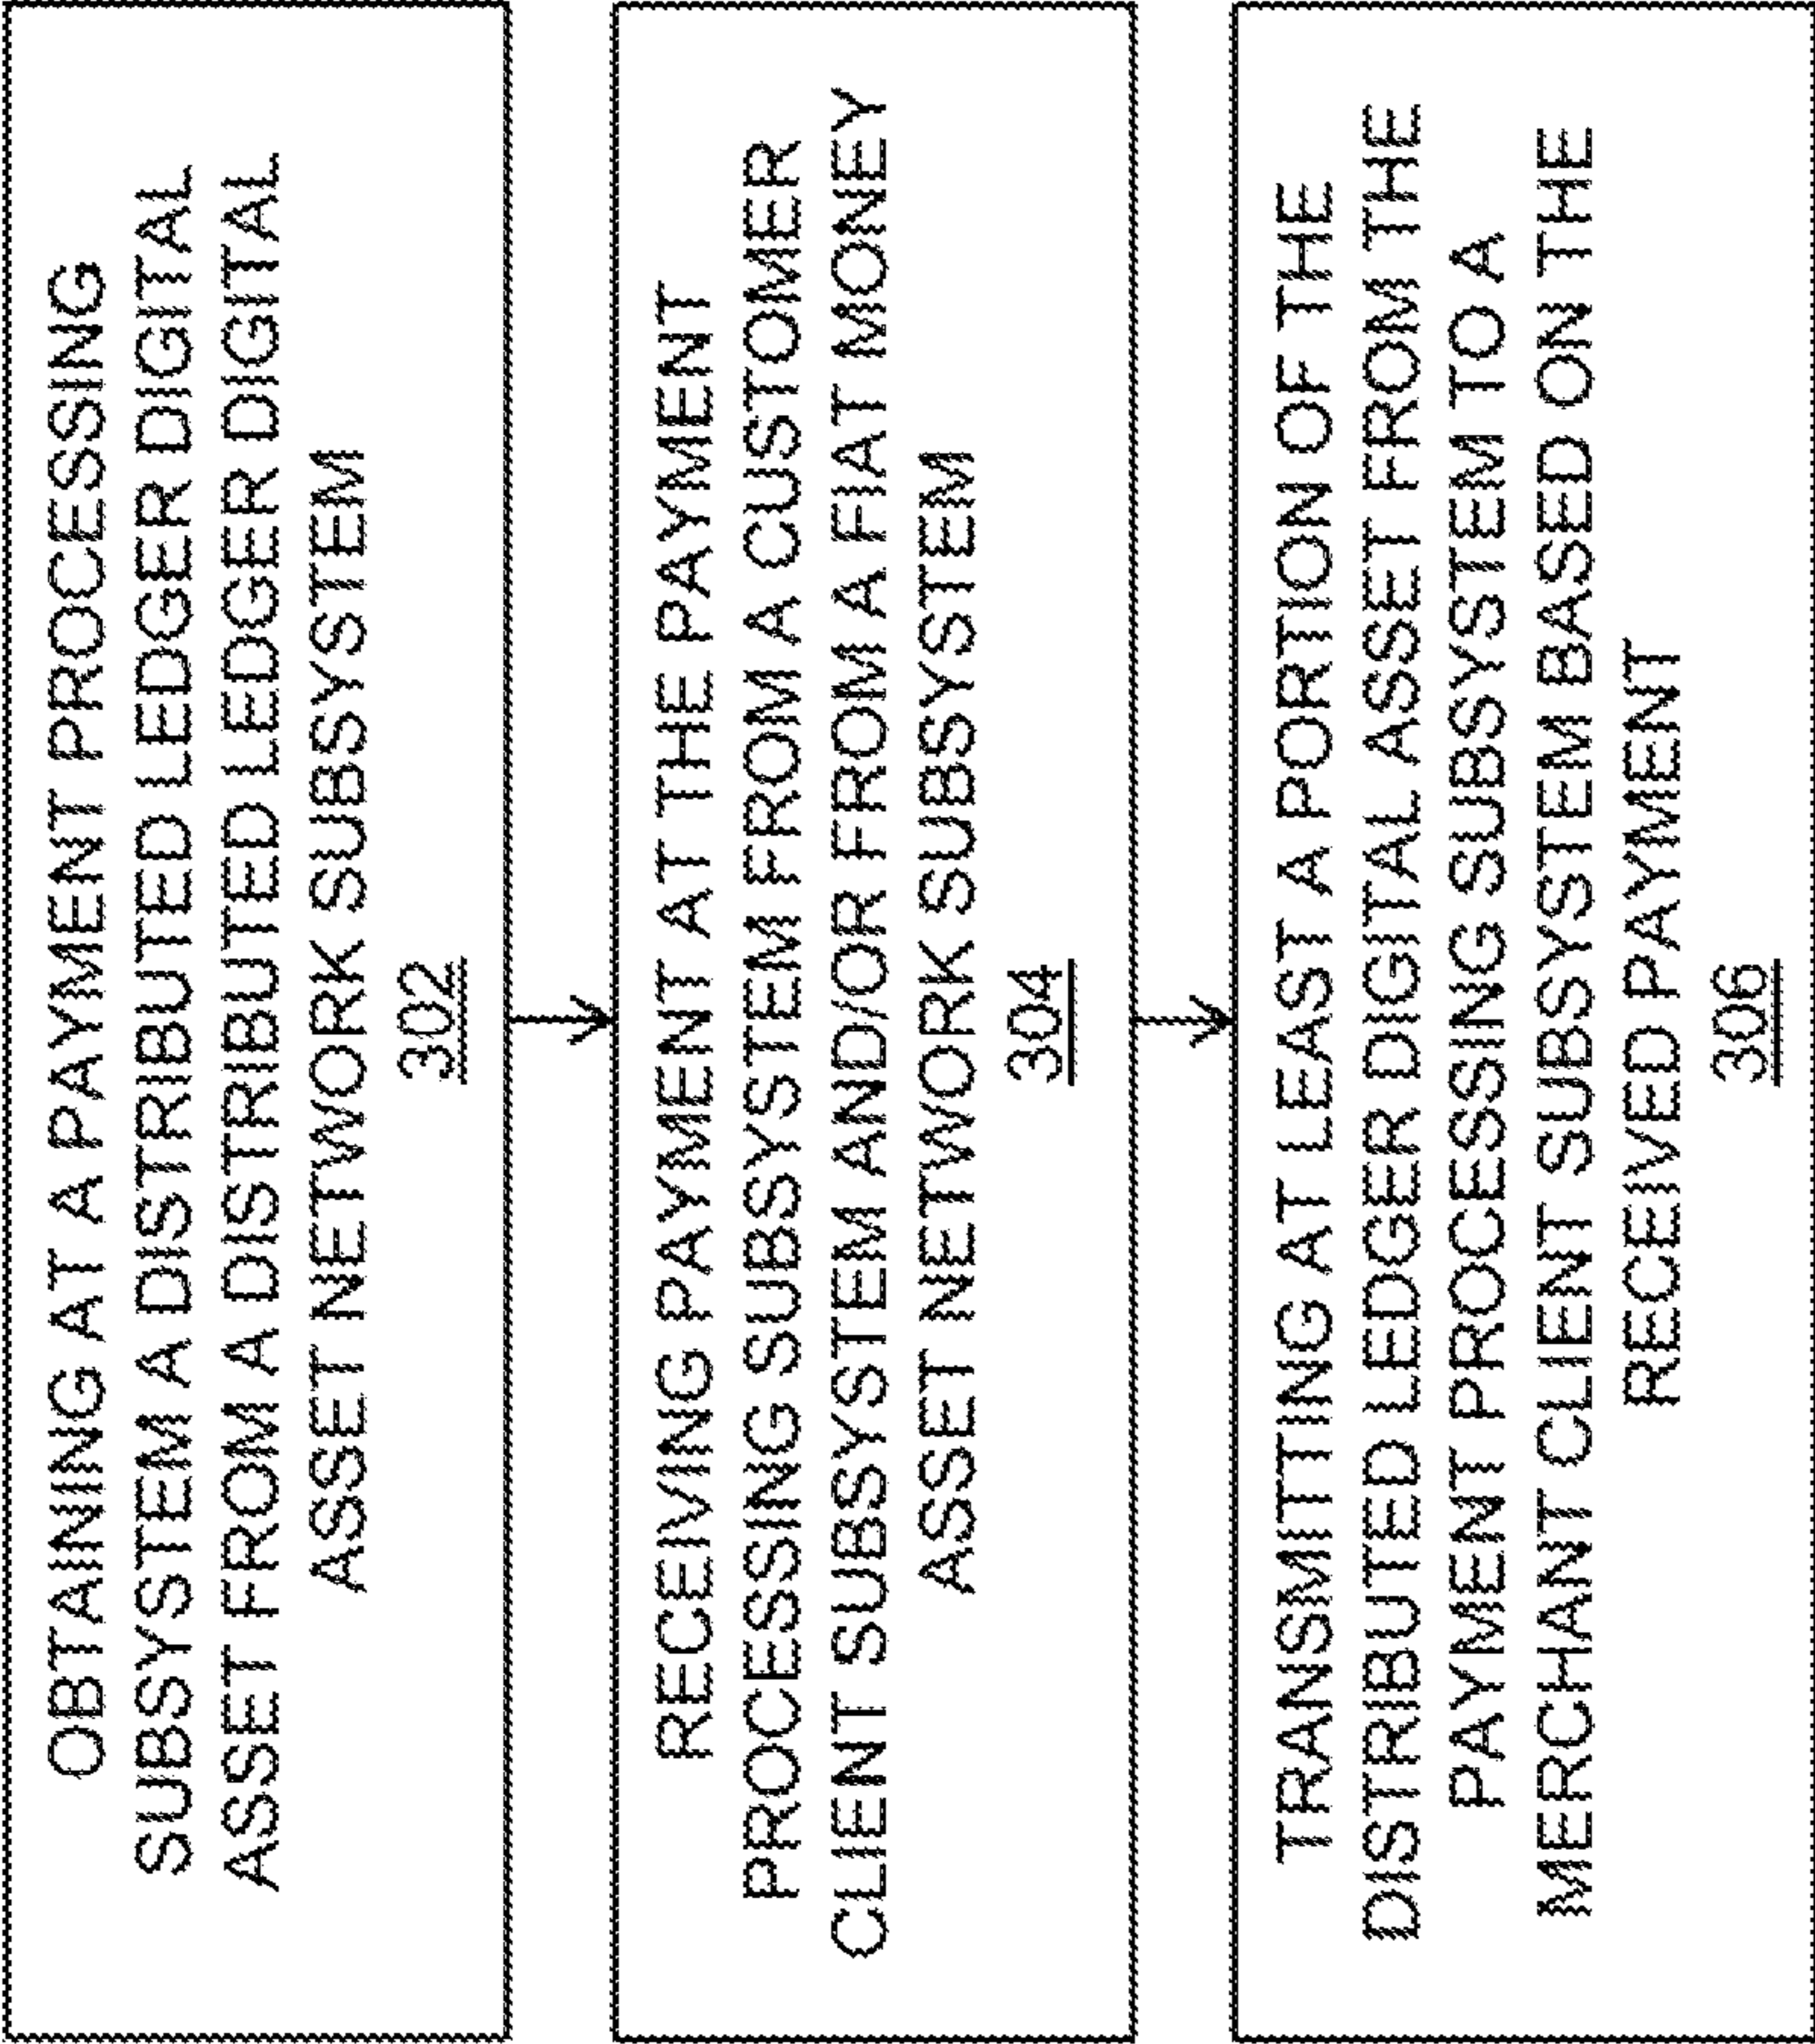 OBTAINING AT A PAYMENT PROCESSING
SUBSYSTEM A DISTRIBUTED LEDGER DIGITAL
ASSET FROM A DISTRIBUTED LEDGER DIGITAL
ASSET NETWORK SUBSYSTEM
302
RECEIVING PAYMENT AT THE PAYMENT
PROCESSING SUBSYSTEM FROM A CUSTOMER
CLIENT SUBSYSTEM AND/OR FROM A FIAT MONEY
ASSET NETWORK SUBSYSTEM
304
TRANSMITTING AT LEAST A PORTION OF THE
DISTRIBUTED LEDGER DIGITAL ASSET FROM THE
PAYMENT PROCESSING SUBSYSTEM TO A
MERCHANT CLIENT SUBSYSTEM BASED ON THE
RECEIVED PAYMENT
306